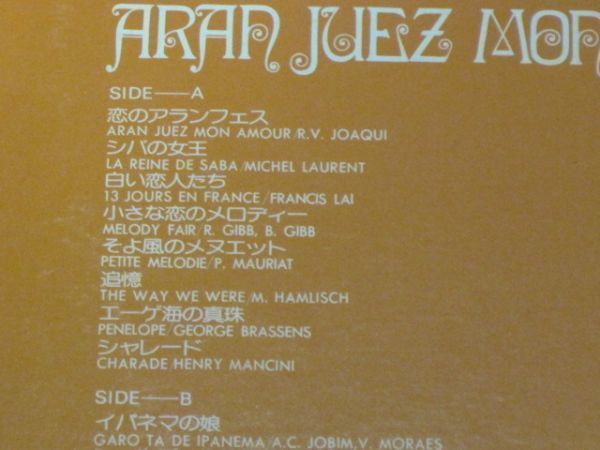 ARAN JUEZ MON
SIDE—A
恋のアランフェス
ARAN JUEZ MON AMOUR/R.V. JOAQUI
シバの女王
LA REINE DE SABA/MICHEL LAURENT
白い恋人たち
13 JOURS EN FRANCE/FRANCIS LAI
小さな恋のメロディー
MELODY FAIR/R. GIBB, B. GIBB
そよ風のメヌエット
PETITE MELODIE/P. MAURIAT
追憶
THE WAY WE WERE/M. HAMLISCH
エーゲ海の真珠
PENELOPE/GEORGE BRASSENS
シャレード
CHARADE/HENRY MANCINI
SIDE—B
イパネマの娘
GARO TA DE IPANEMA/A.C. JOBIM,V. MORAES